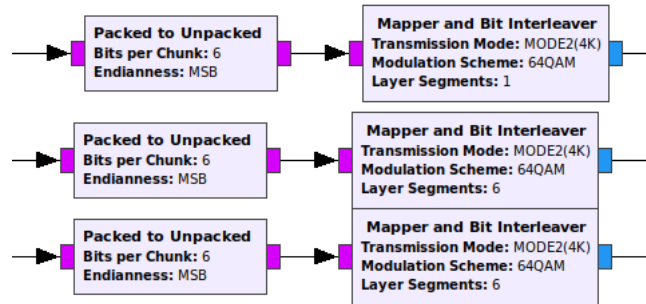 Packed to Unpacked
Bits per Chunk: 6
Endianness: MSB
Mapper and Bit Interleaver
Transmission Mode: MODE2(4K)
Modulation Scheme: 64QAM
Layer Segments: 1
Packed to Unpacked
Bits per Chunk: 6
Endianness: MSB
Mapper and Bit Interleaver
Transmission Mode: MODE2(4K)
Modulation Scheme: 64QAM
Layer Segments: 6
Packed to Unpacked
Bits per Chunk: 6
Endianness: MSB
Mapper and Bit Interleaver
Transmission Mode: MODE2(4K)
Modulation Scheme: 64QAM
Layer Segments: 6